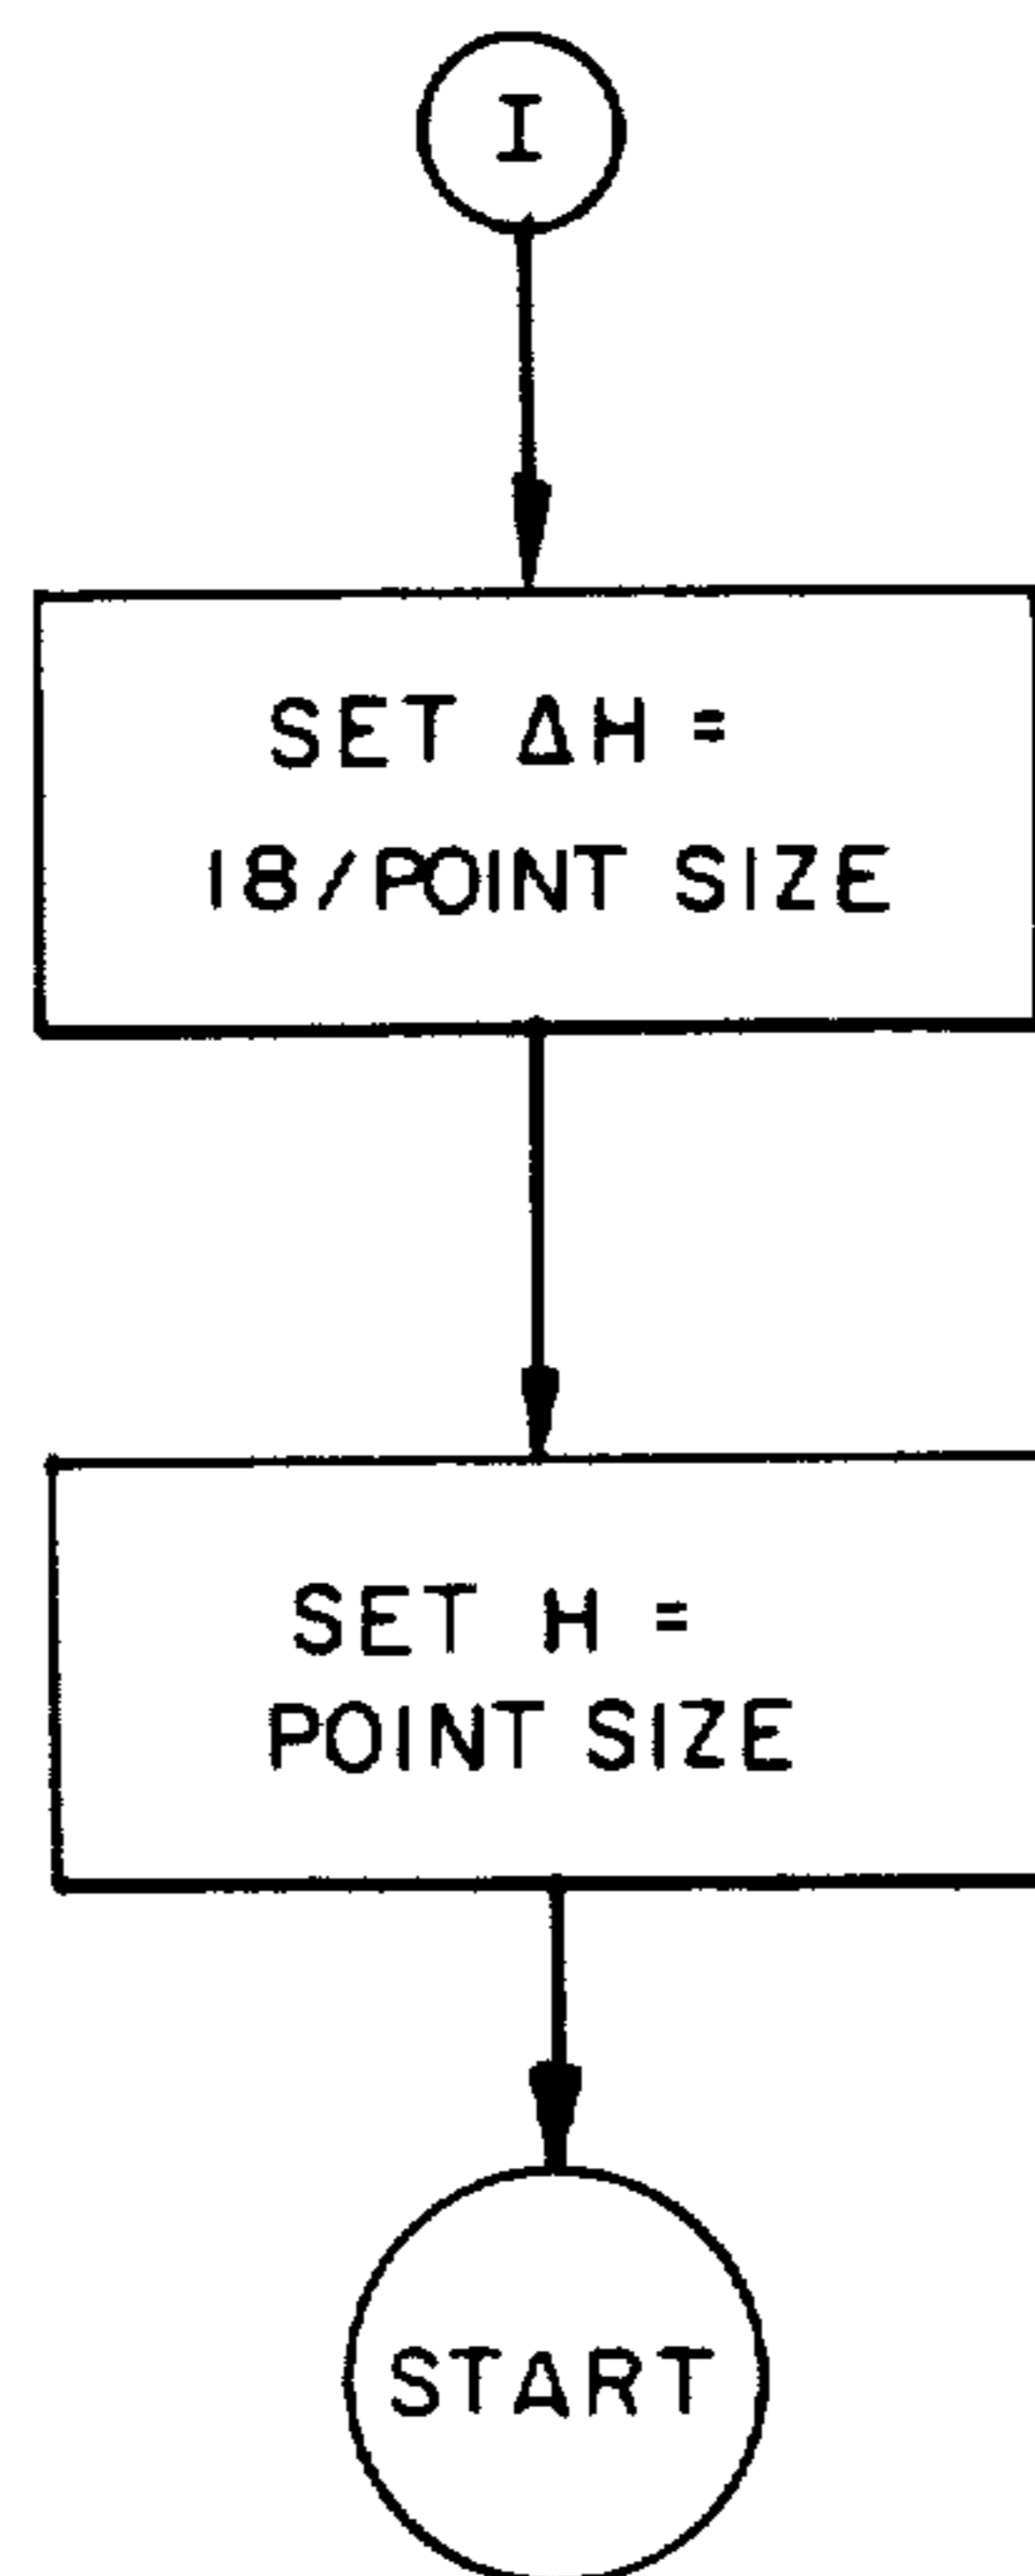 I
SET ΔH =
18/POINT SIZE
SET H =
POINT SIZE
START